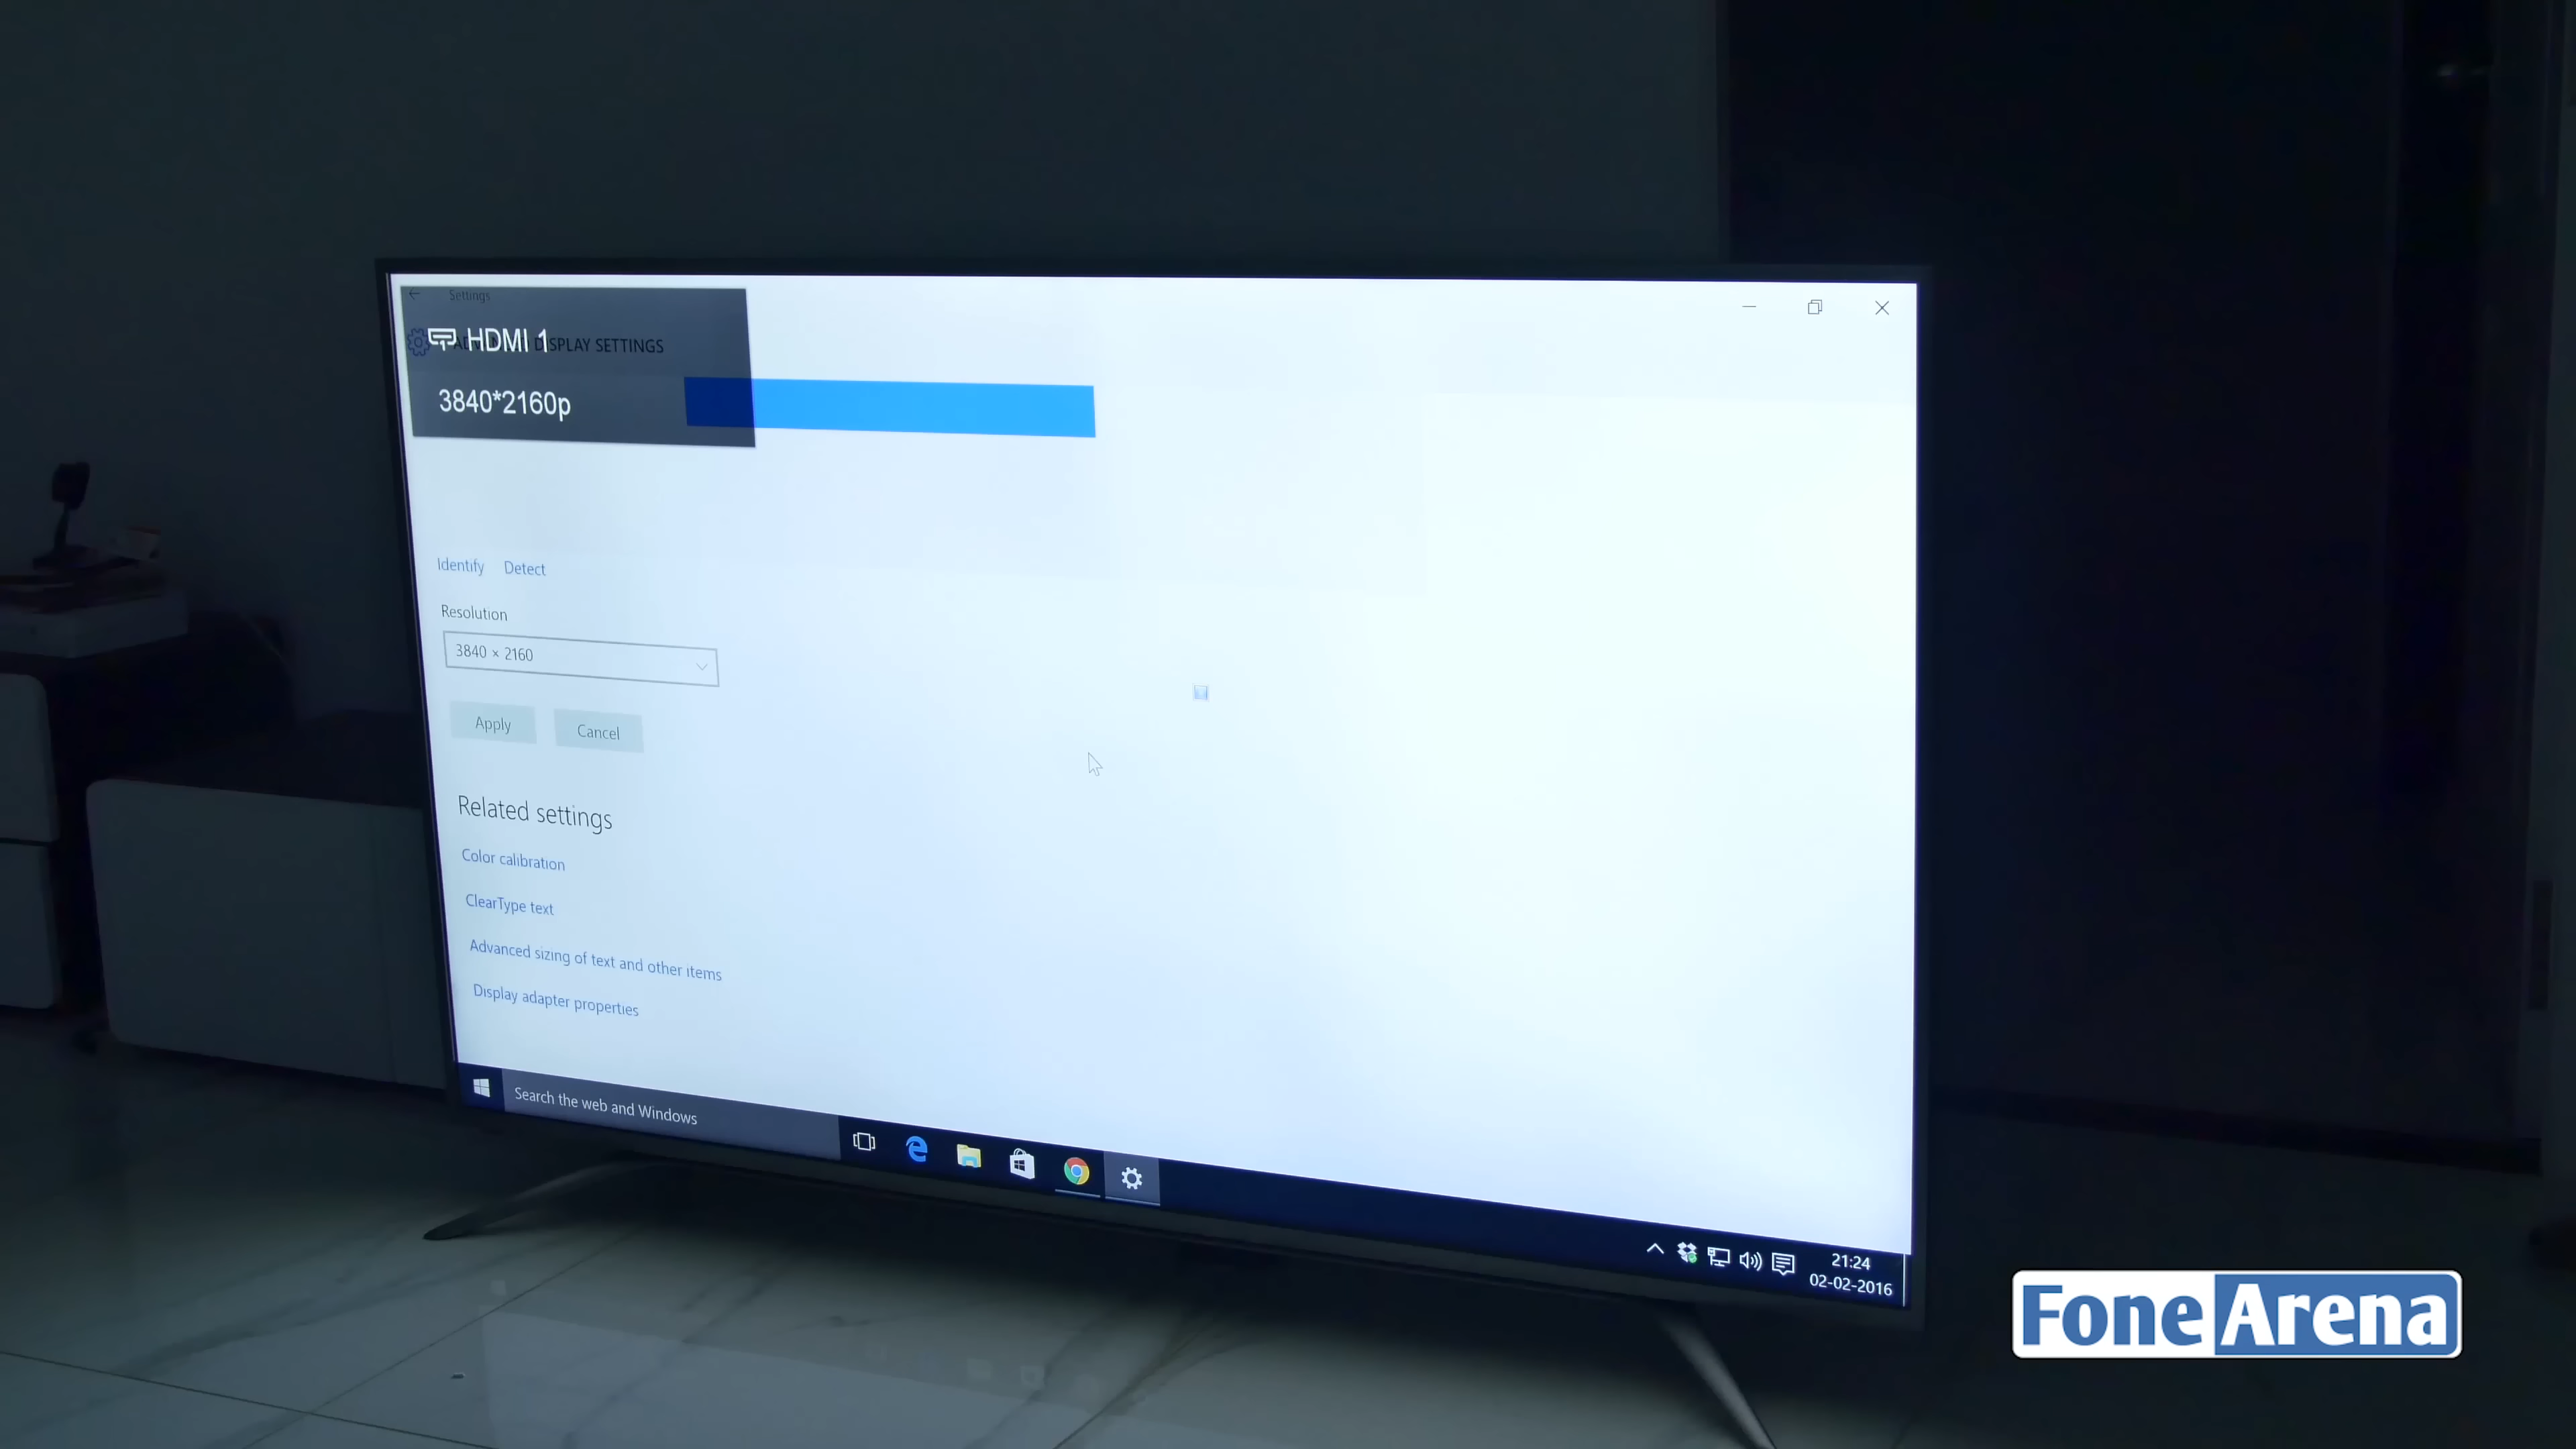 Settings
HDMI 1
DISPLAY SETTINGS
3840*2160p
Identify Detect
Resolution
3840 × 2160
Apply Cancel
Related settings
Color calibration
ClearType text
Advanced sizing of text and other items
Display adapter properties
Search the web and Windows
21:24
02-02-2016
FoneArena